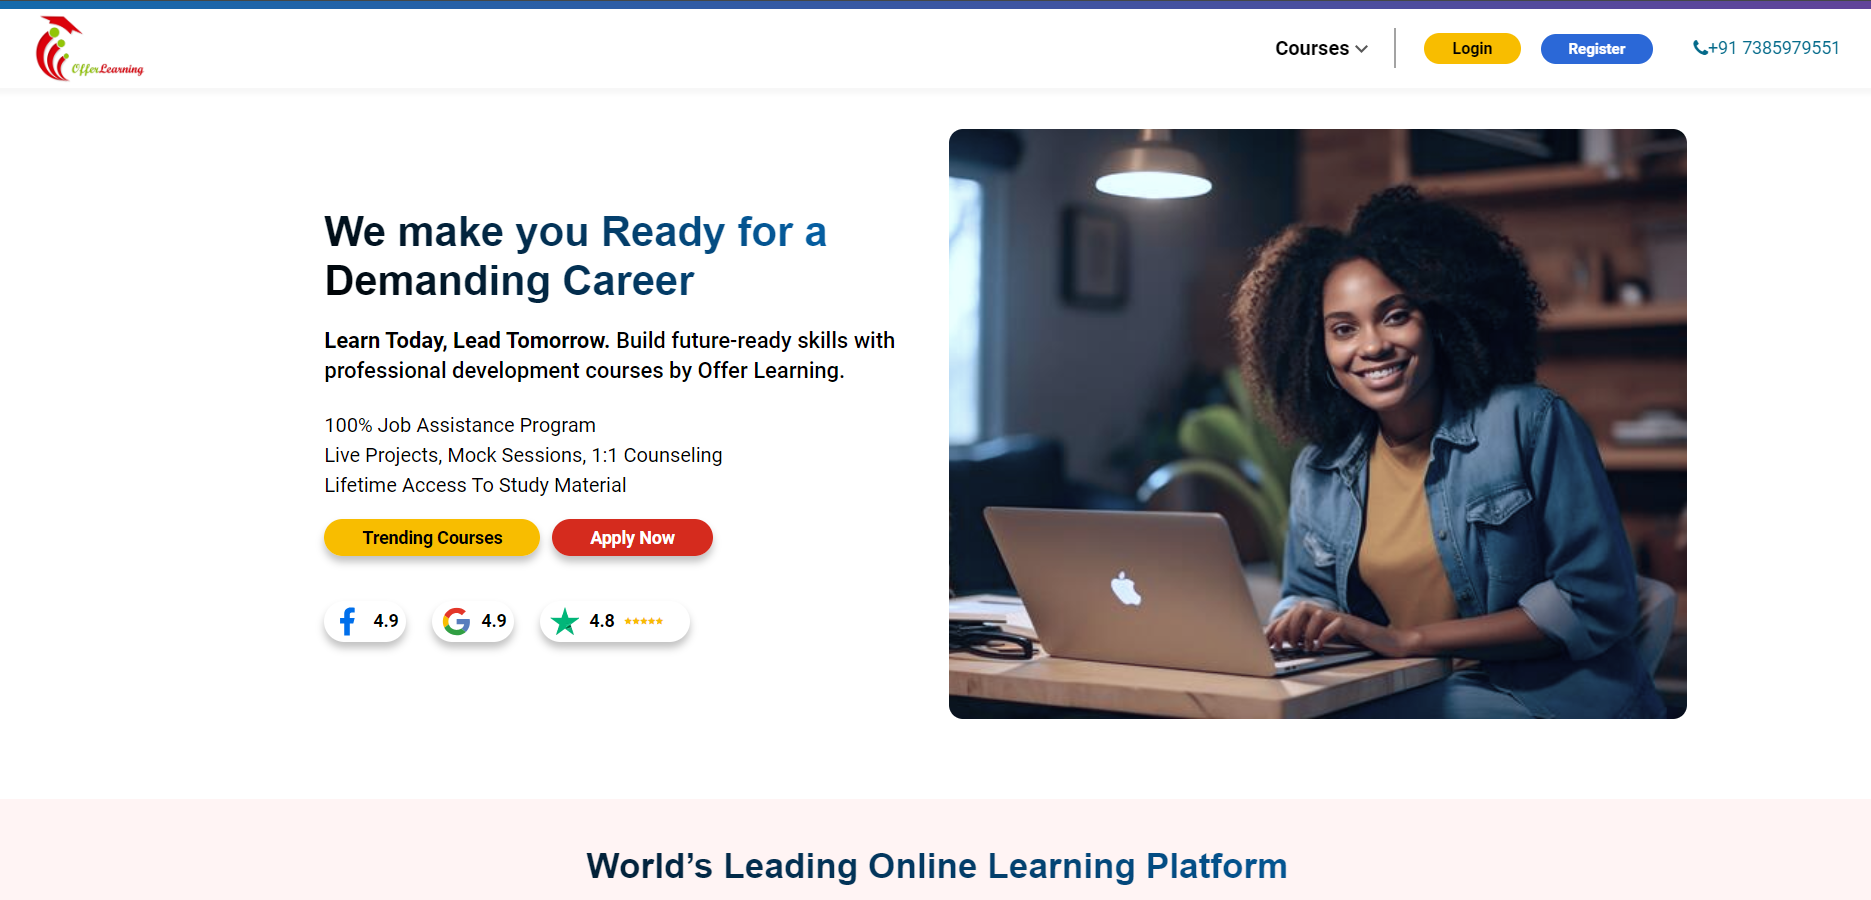 OfferLearning
Courses
Login
Register
+91 7385979551
We make you Ready for a
Demanding Career
Learn Today, Lead Tomorrow. Build future-ready skills with
professional development courses by Offer Learning.
100% Job Assistance Program
Live Projects, Mock Sessions, 1:1 Counseling
Lifetime Access To Study Material
Trending Courses
Apply Now
4.9
4.9
4.8
World’s Leading Online Learning Platform